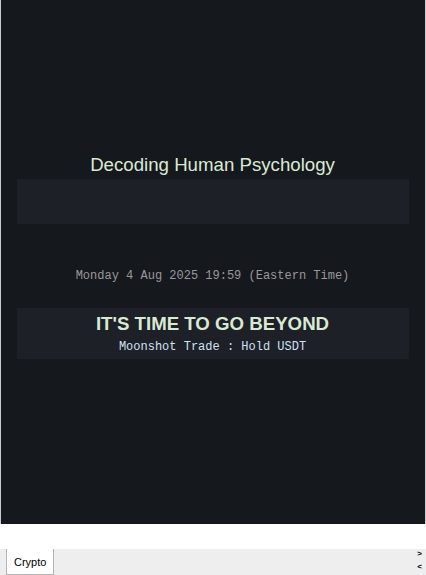 Decoding Human Psychology
Monday 4 Aug 2025 19:59 (Eastern Time)
IT'S TIME TO GO BEYOND
Moonshot Trade : Hold USDT
>
Crypto
<